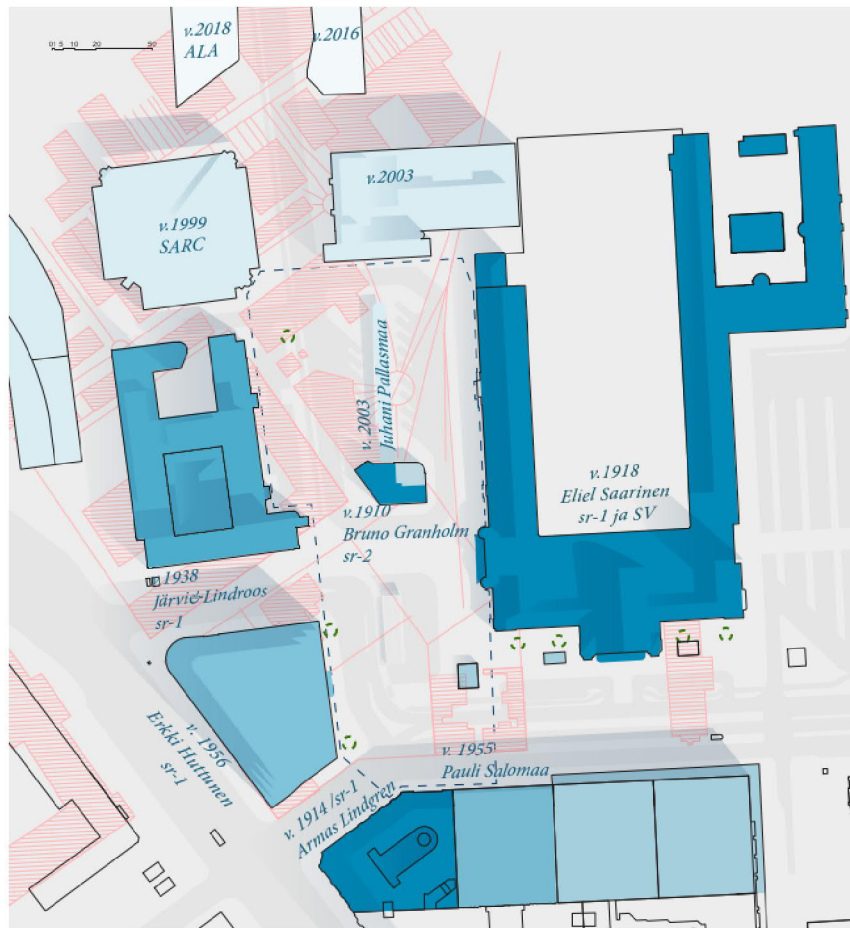 v.2018
ALA
v.2016
0 5 10 20 50
v.2003
v.1999
SARC
v. 2003
Juhani Pallasmaa
v.1918
Eliel Saarinen
sr-1 ja SV
v.1910
Bruno Granholm
sr-2
1938
Järvi&Lindroos
sr-1
v. 1956
Erkki Huttunen
sr-1
v. 1955
Pauli Salomaa
v. 1914 /sr-1
Armas Lindgren